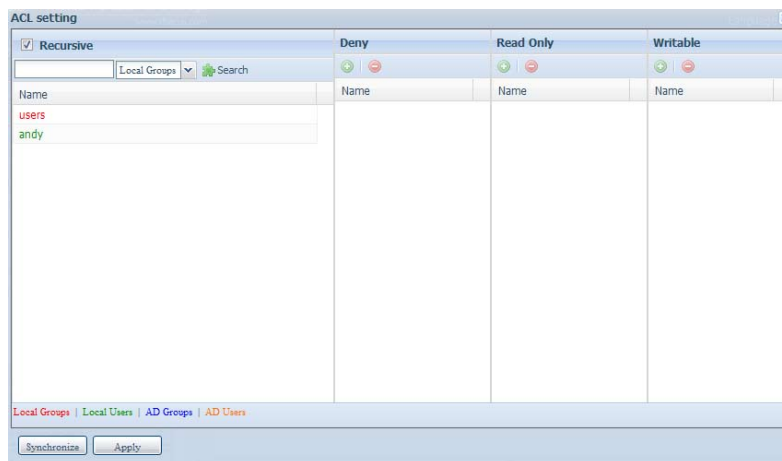 ACL setting
Recursive
Local Groups Search
Name
users
andy
Deny
Name
Read Only
Name
Writable
Name
Local Groups | Local Users | AD Groups | AD Users
Synchronize Apply